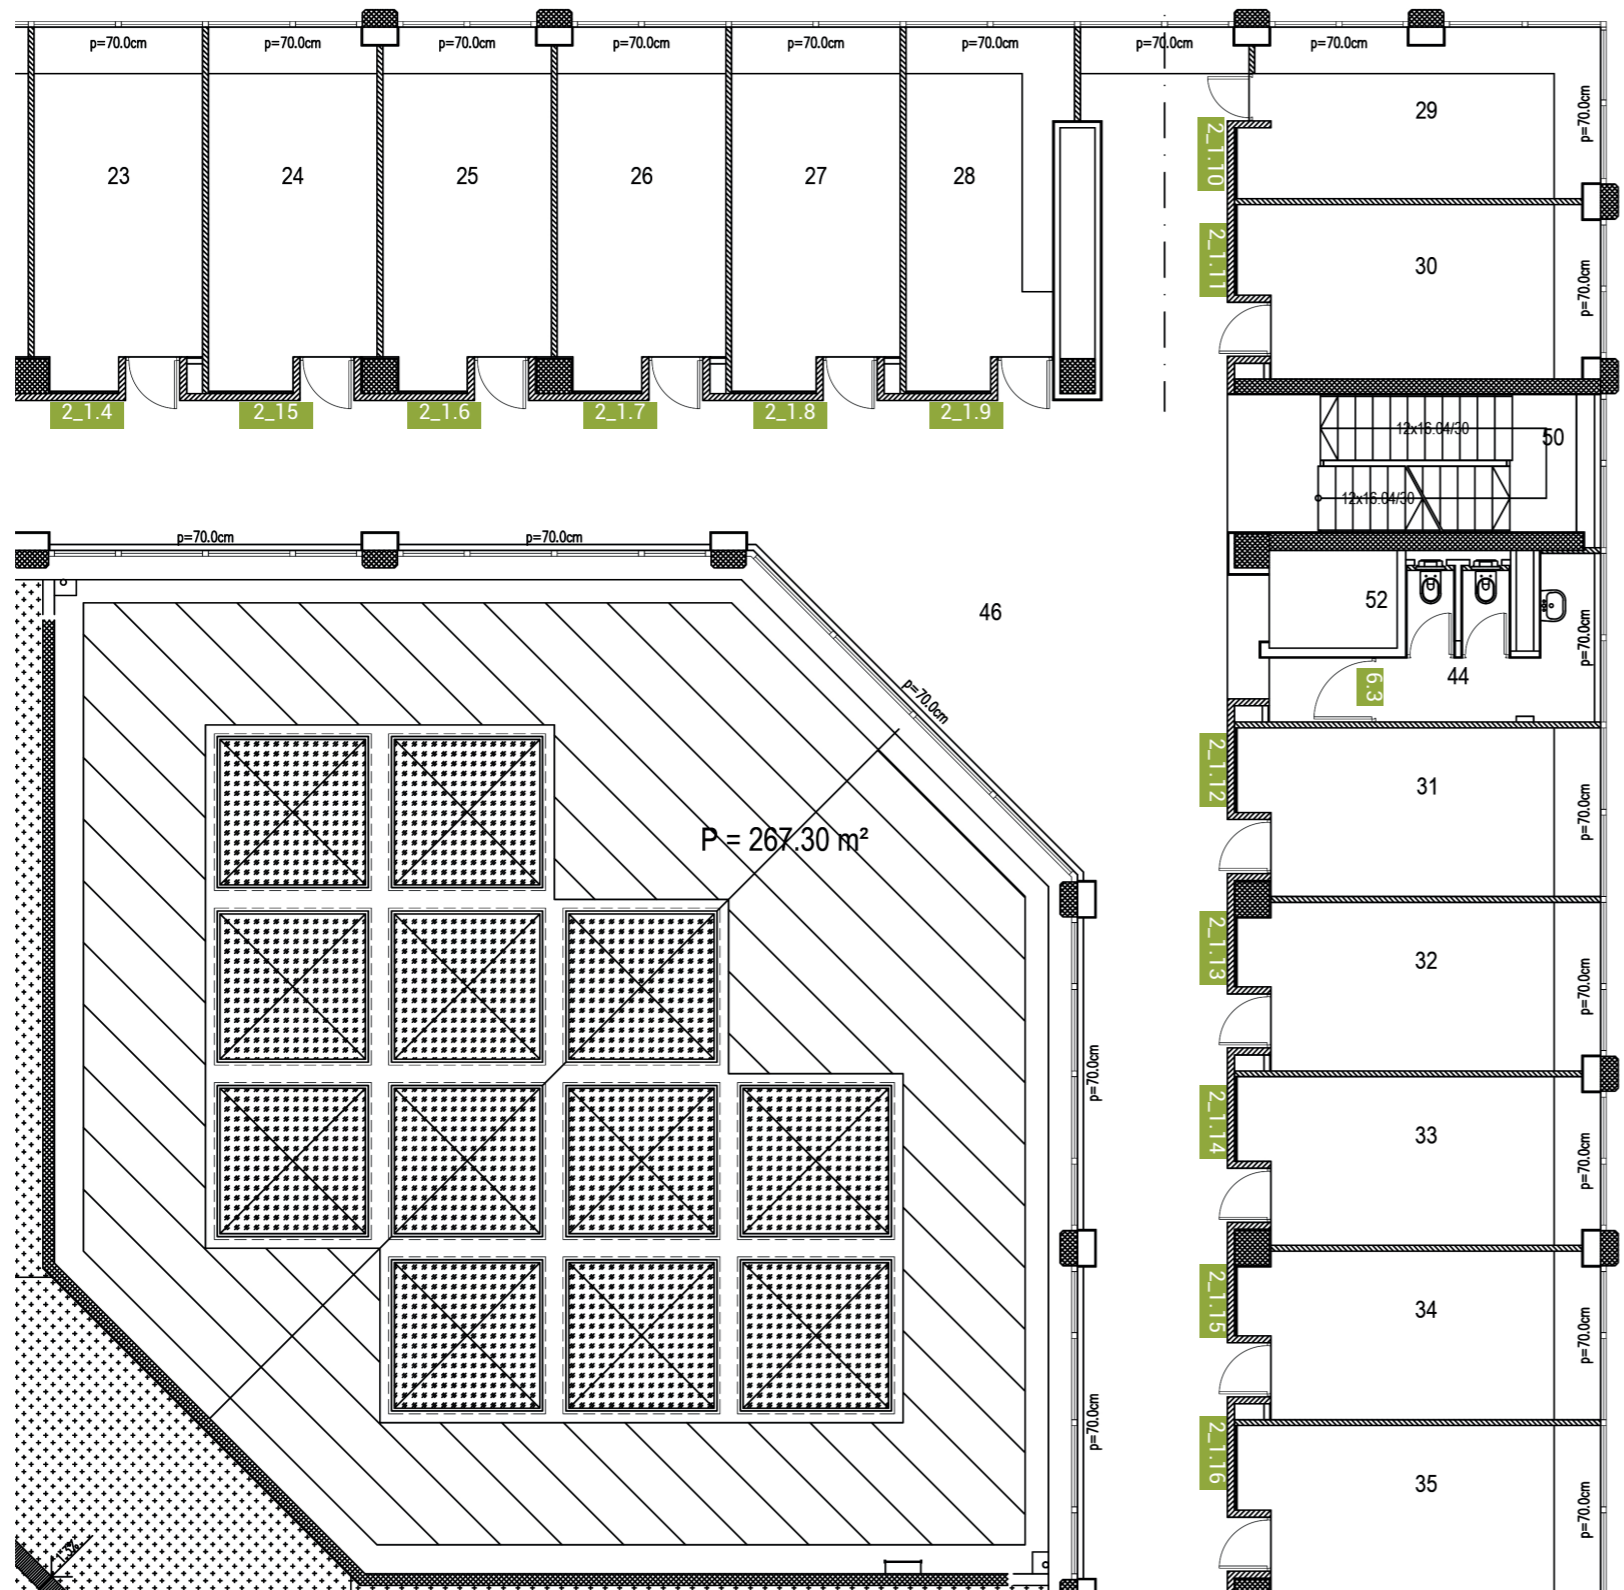 p=70.0cm
p=70.0cm
p=70.0cm
p=70.0cm
p=70.0cm
p=70.0cm
p=70.0cm
p=70.0cm
23
24
25
26
27
28
29
p=70.0cm
2_1.10
30
p=70.0cm
2_1.11
2_1.4
2_15
2_1.6
2_1.7
2_1.8
2_1.9
12x16.04/30
50
12x16.04/30
p=70.0cm
p=70.0cm
46
52
p=70.0cm
44
6.3
p=70.0cm
2_1.12
31
p=70.0cm
P = 267.30 m²
2_1.13
32
p=70.0cm
p=70.0cm
2_1.14
33
p=70.0cm
2_1.15
34
p=70.0cm
p=70.0cm
2_1.16
35
p=70.0cm
1.3%